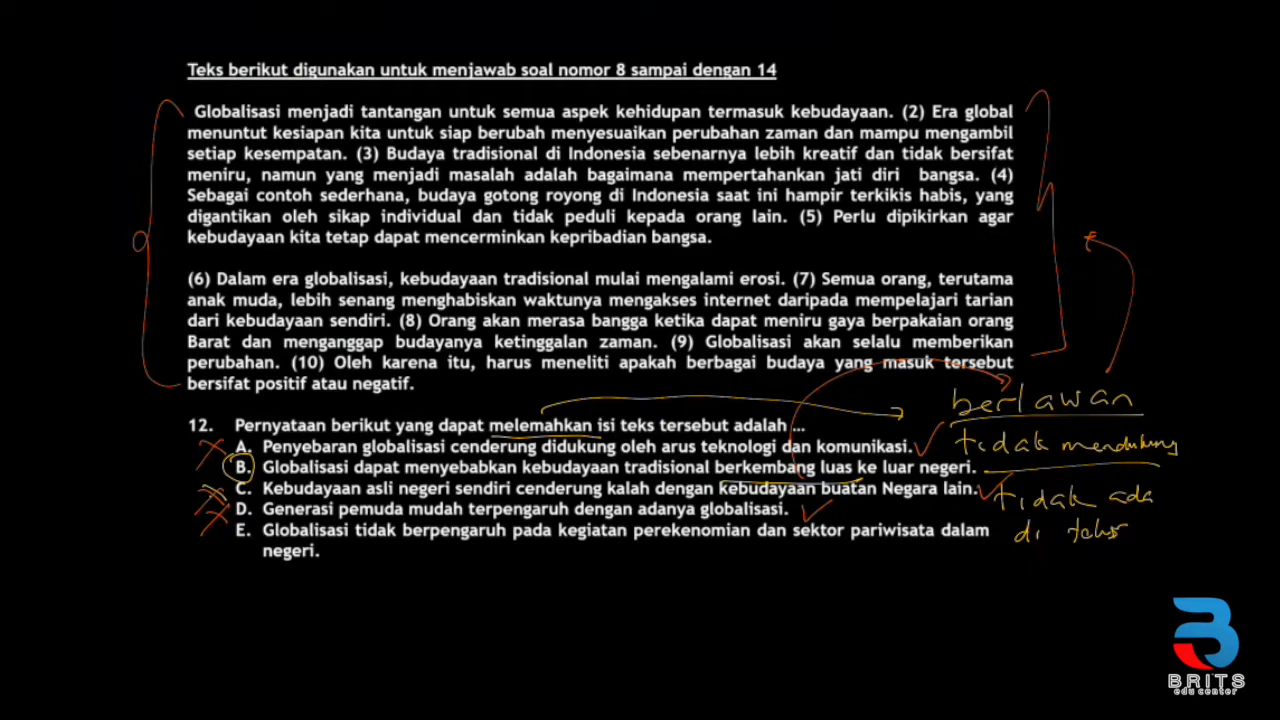 Teks berikut digunakan untuk menjawab soal nomor 8 sampai dengan 14
Globalisasi menjadi tantangan untuk semua aspek kehidupan termasuk kebudayaan. (2) Era global
menuntut kesiapan kita untuk siap berubah menyesuaikan perubahan zaman dan mampu mengambil
setiap kesempatan. (3) Budaya tradisional di Indonesia sebenarnya lebih kreatif dan tidak bersifat
meniru, namun yang menjadi masalah adalah bagaimana mempertahankan jati diri bangsa. (4)
Sebagai contoh sederhana, budaya gotong royong di Indonesia saat ini hampir terkikis habis, yang
digantikan oleh sikap individual dan tidak peduli kepada orang lain. (5) Perlu dipikirkan agar
kebudayaan kita tetap dapat mencerminkan kepribadian bangsa.
(6) Dalam era globalisasi, kebudayaan tradisional mulai mengalami erosi. (7) Semua orang, terutama
anak muda, lebih senang menghabiskan waktunya mengakses internet daripada mempelajari tarian
dari kebudayaan sendiri. (8) Orang akan merasa bangga ketika dapat meniru gaya berpakaian orang
Barat dan menganggap budayanya ketinggalan zaman. (9) Globalisasi akan selalu memberikan
perubahan. (10) Oleh karena itu, harus meneliti apakah berbagai budaya yang masuk tersebut
bersifat positif atau negatif.
12. Pernyataan berikut yang dapat melemahkan isi teks tersebut adalah ...
A. Penyebaran globalisasi cenderung didukung oleh arus teknologi dan komunikasi.
B. Globalisasi dapat menyebabkan kebudayaan tradisional berkembang luas ke luar negeri.
C. Kebudayaan asli negeri sendiri cenderung kalah dengan kebudayaan buatan Negara lain.
D. Generasi pemuda mudah terpengaruh dengan adanya globalisasi.
E. Globalisasi tidak berpengaruh pada kegiatan perekenomian dan sektor pariwisata dalam
negeri.
berlawan
tidak mendukung
tidak ada
di teks
BRITS
edu center